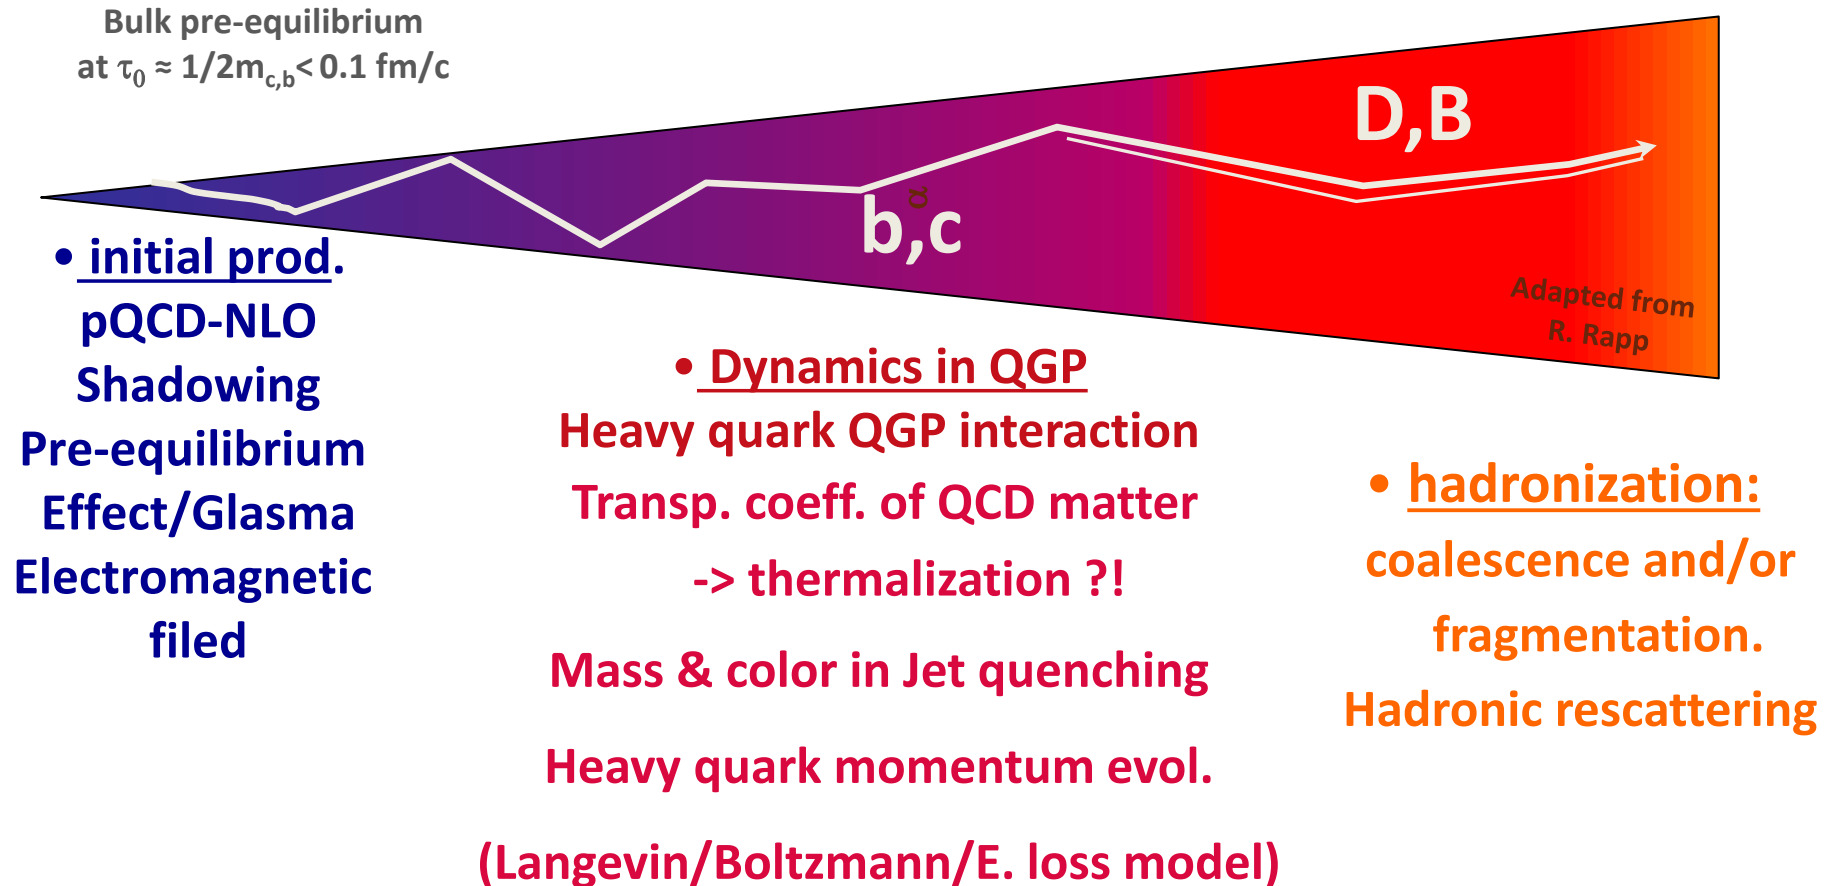 Bulk pre-equilibrium
at τ₀ ≈ 1/2m_c,b< 0.1 fm/c
D,B
α
b,c
Adapted from
R. Rapp
• initial prod.
pQCD-NLO
Shadowing
Pre-equilibrium
Effect/Glasma
Electromagnetic
filed
• Dynamics in QGP
Heavy quark QGP interaction
Transp. coeff. of QCD matter
-> thermalization ?!
Mass & color in Jet quenching
Heavy quark momentum evol.
(Langevin/Boltzmann/E. loss model)
• hadronization:
coalescence and/or
fragmentation.
Hadronic rescattering